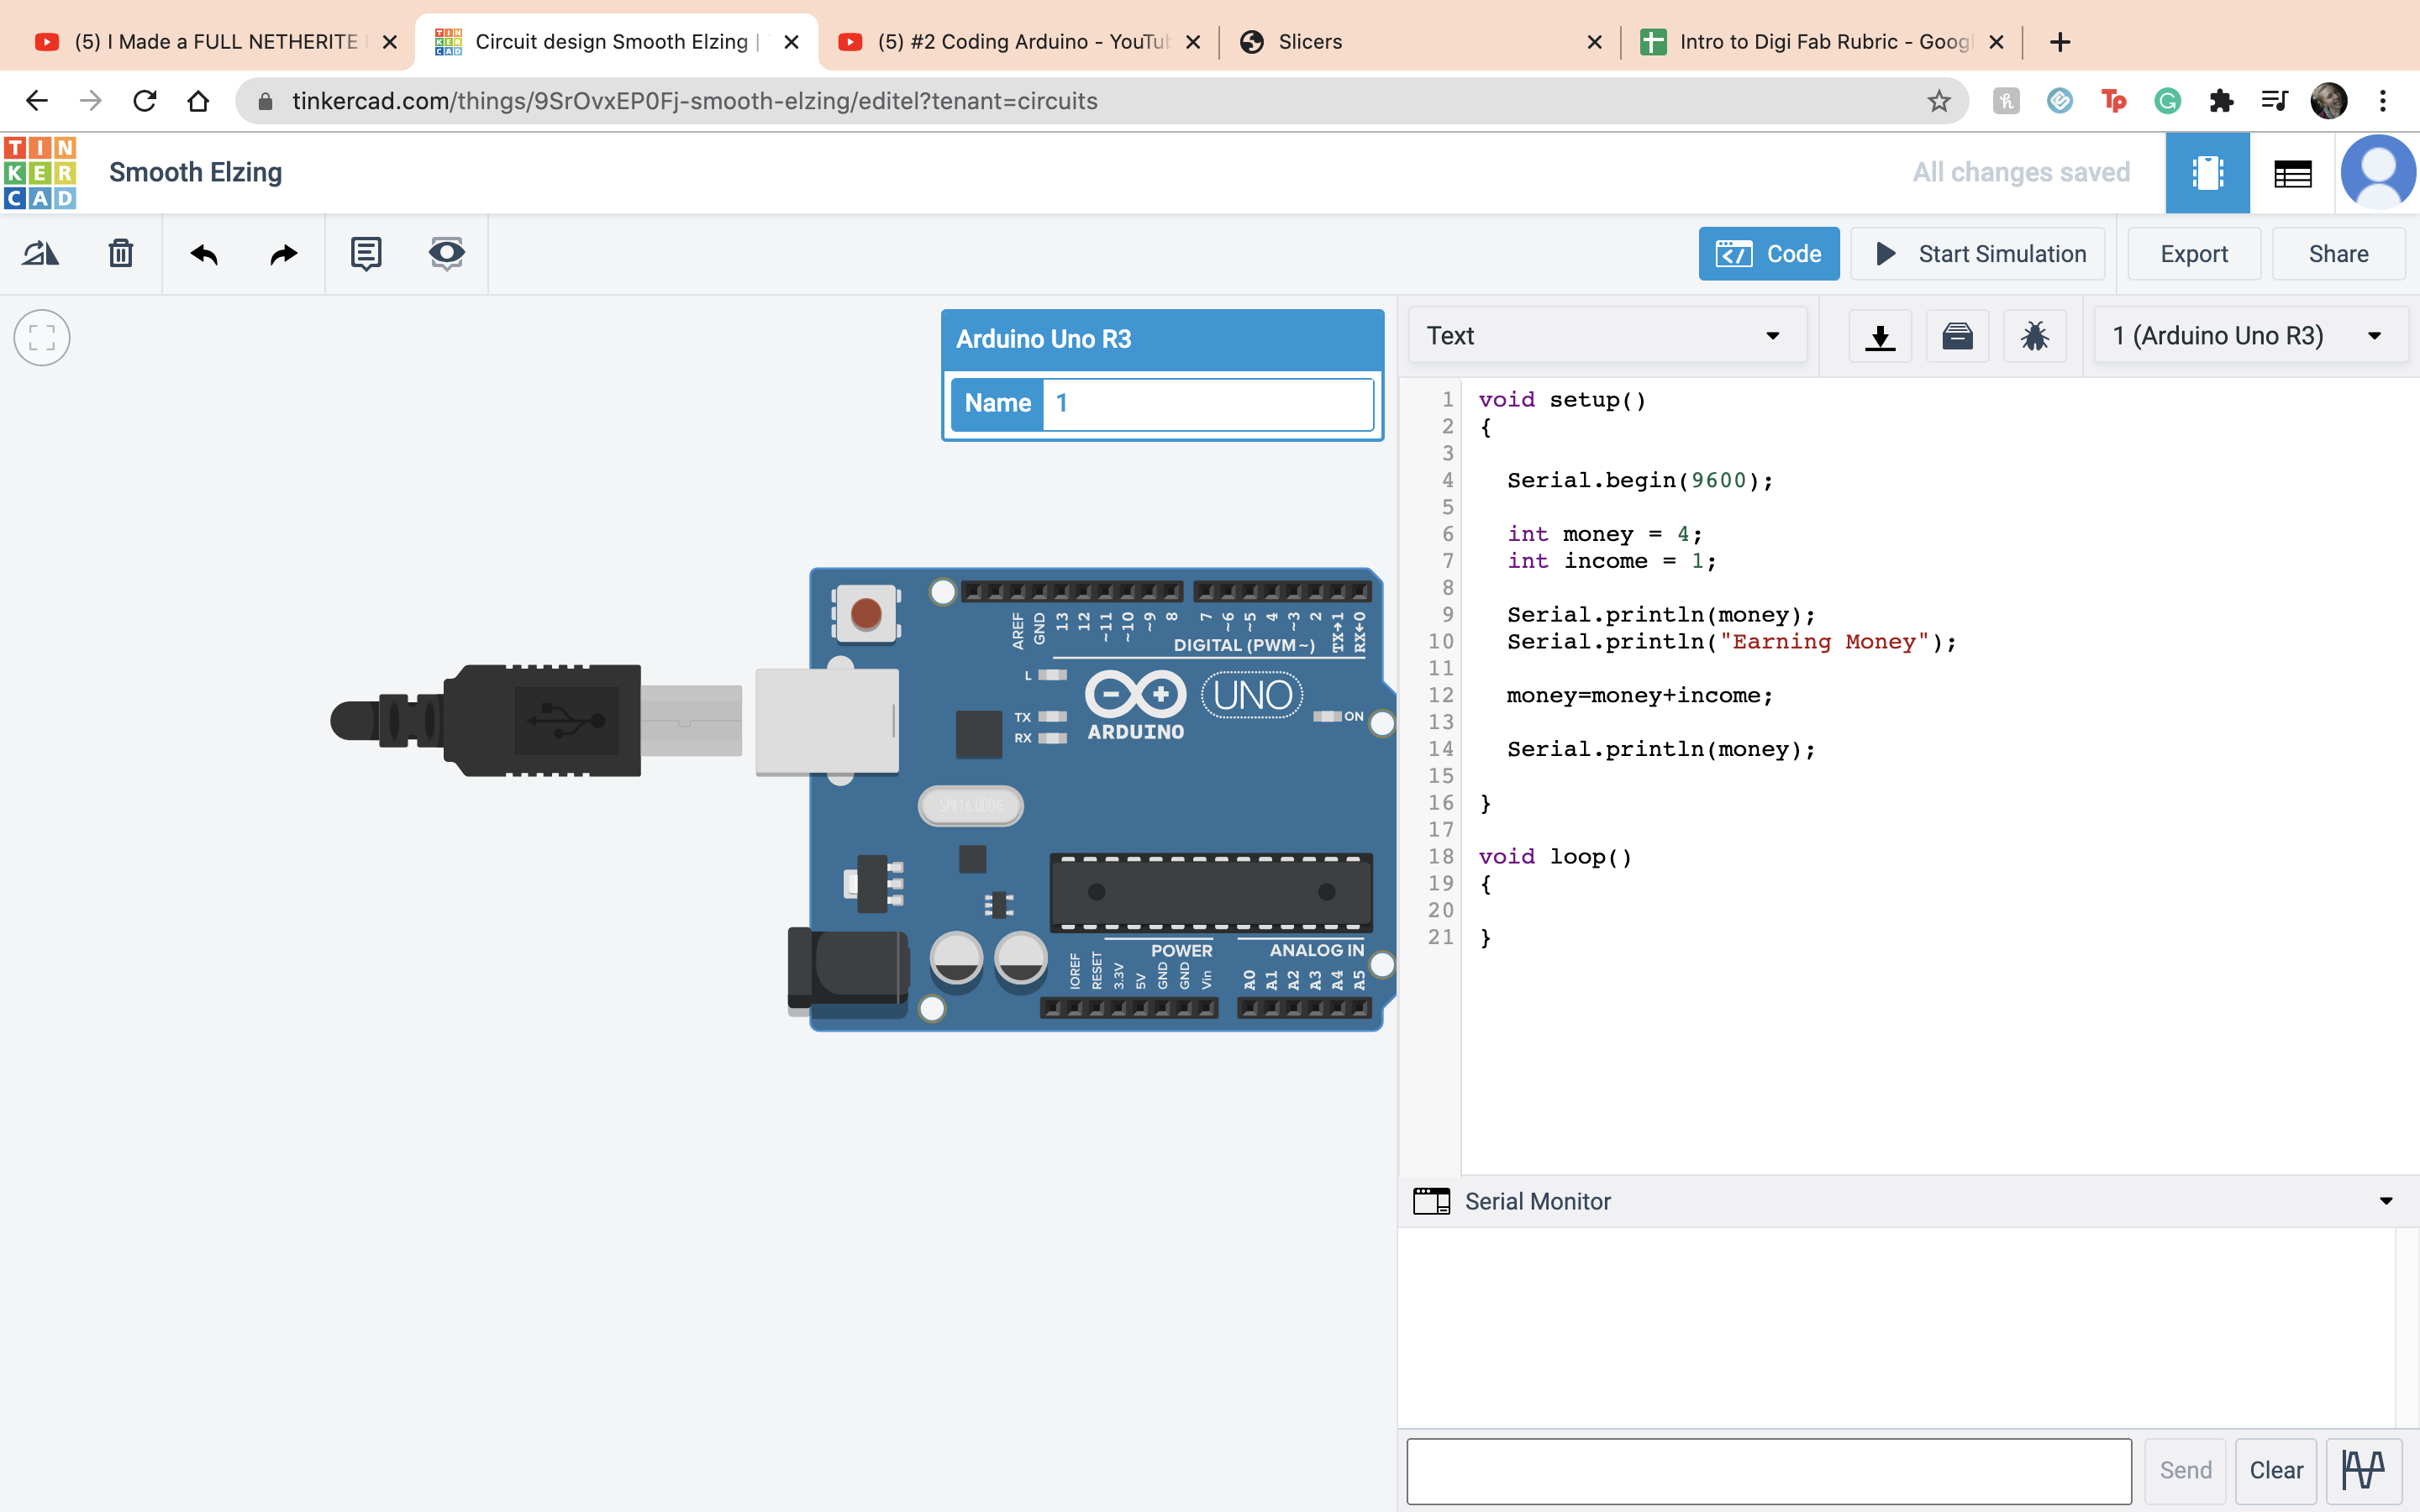 (5) I Made a FULL NETHERITE
Circuit design Smooth Elzing |
(5) #2 Coding Arduino - YouTu
Slicers
Intro to Digi Fab Rubric - Goog
tinkercad.com/things/9SrOvxEP0Fj-smooth-elzing/editel?tenant=circuits
TIN
KER
CAD
Smooth Elzing
All changes saved
Code
Start Simulation
Export
Share
Arduino Uno R3
Name 1
Text
1 (Arduino Uno R3)
1 void setup()
2 {
3
4 Serial.begin(9600);
5
6 int money = 4;
7 int income = 1;
8
9 Serial.println(money);
10 Serial.println("Earning Money");
11
12 money=money+income;
13
14 Serial.println(money);
15
16 }
17
18 void loop()
19 {
20
21 }
AREF GND 13 12 ~11 ~10 ~9 8 7 ~6 ~5 4 ~3 2 TX→1 RX←0
DIGITAL (PWM~)
L
TX
RX
ARDUINO
UNO
ON
SPK16.000G
POWER
ANALOG IN
IOREF RESET 3.3V 5V GND GND Vin A0 A1 A2 A3 A4 A5
Serial Monitor
Send
Clear